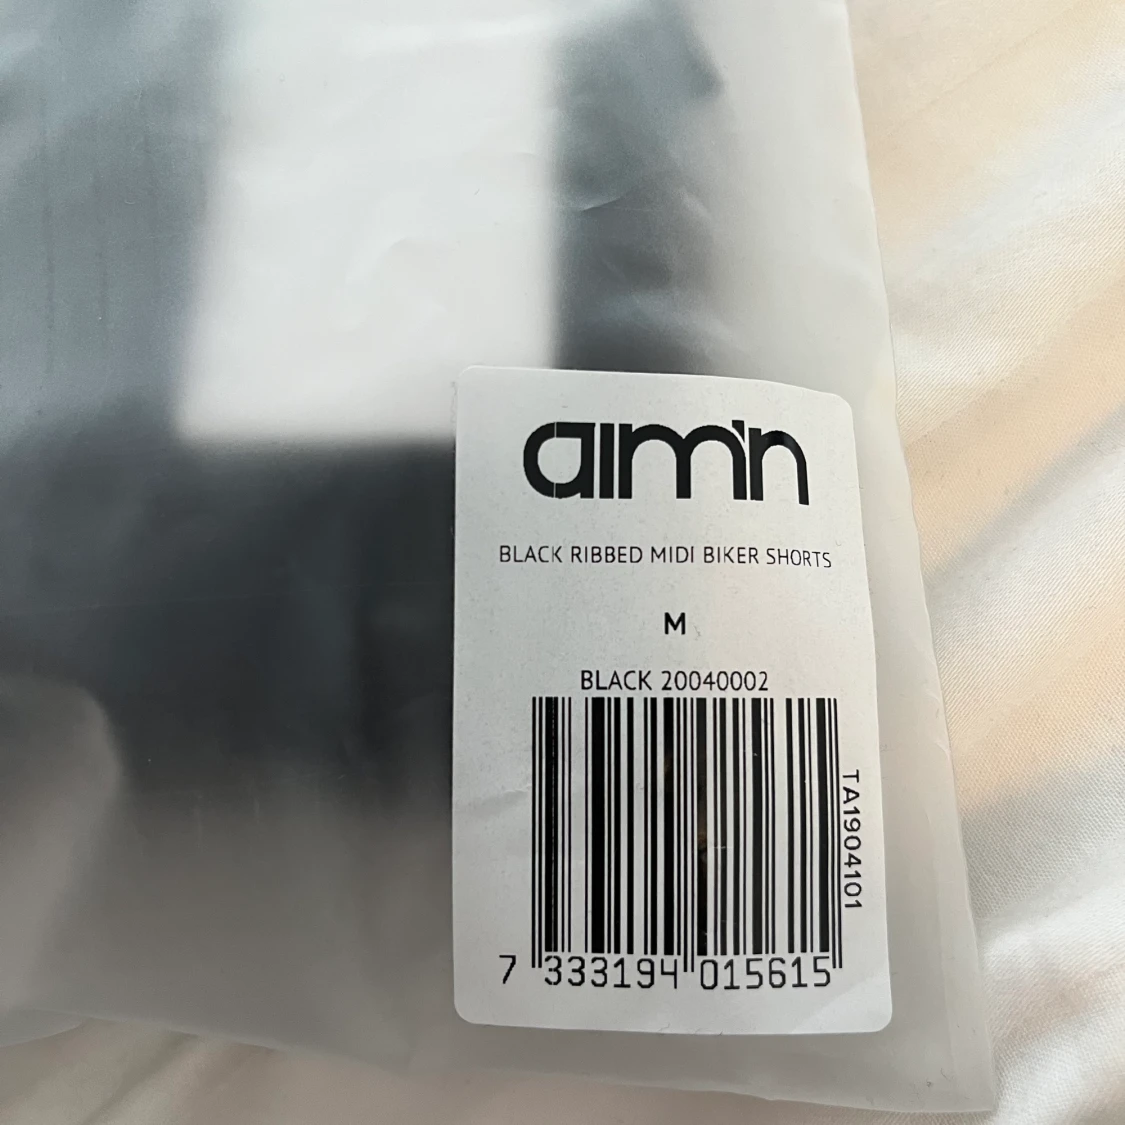 aim'n
BLACK RIBBED MIDI BIKER SHORTS
M
BLACK 20040002
TA1904101
7 333194 015615